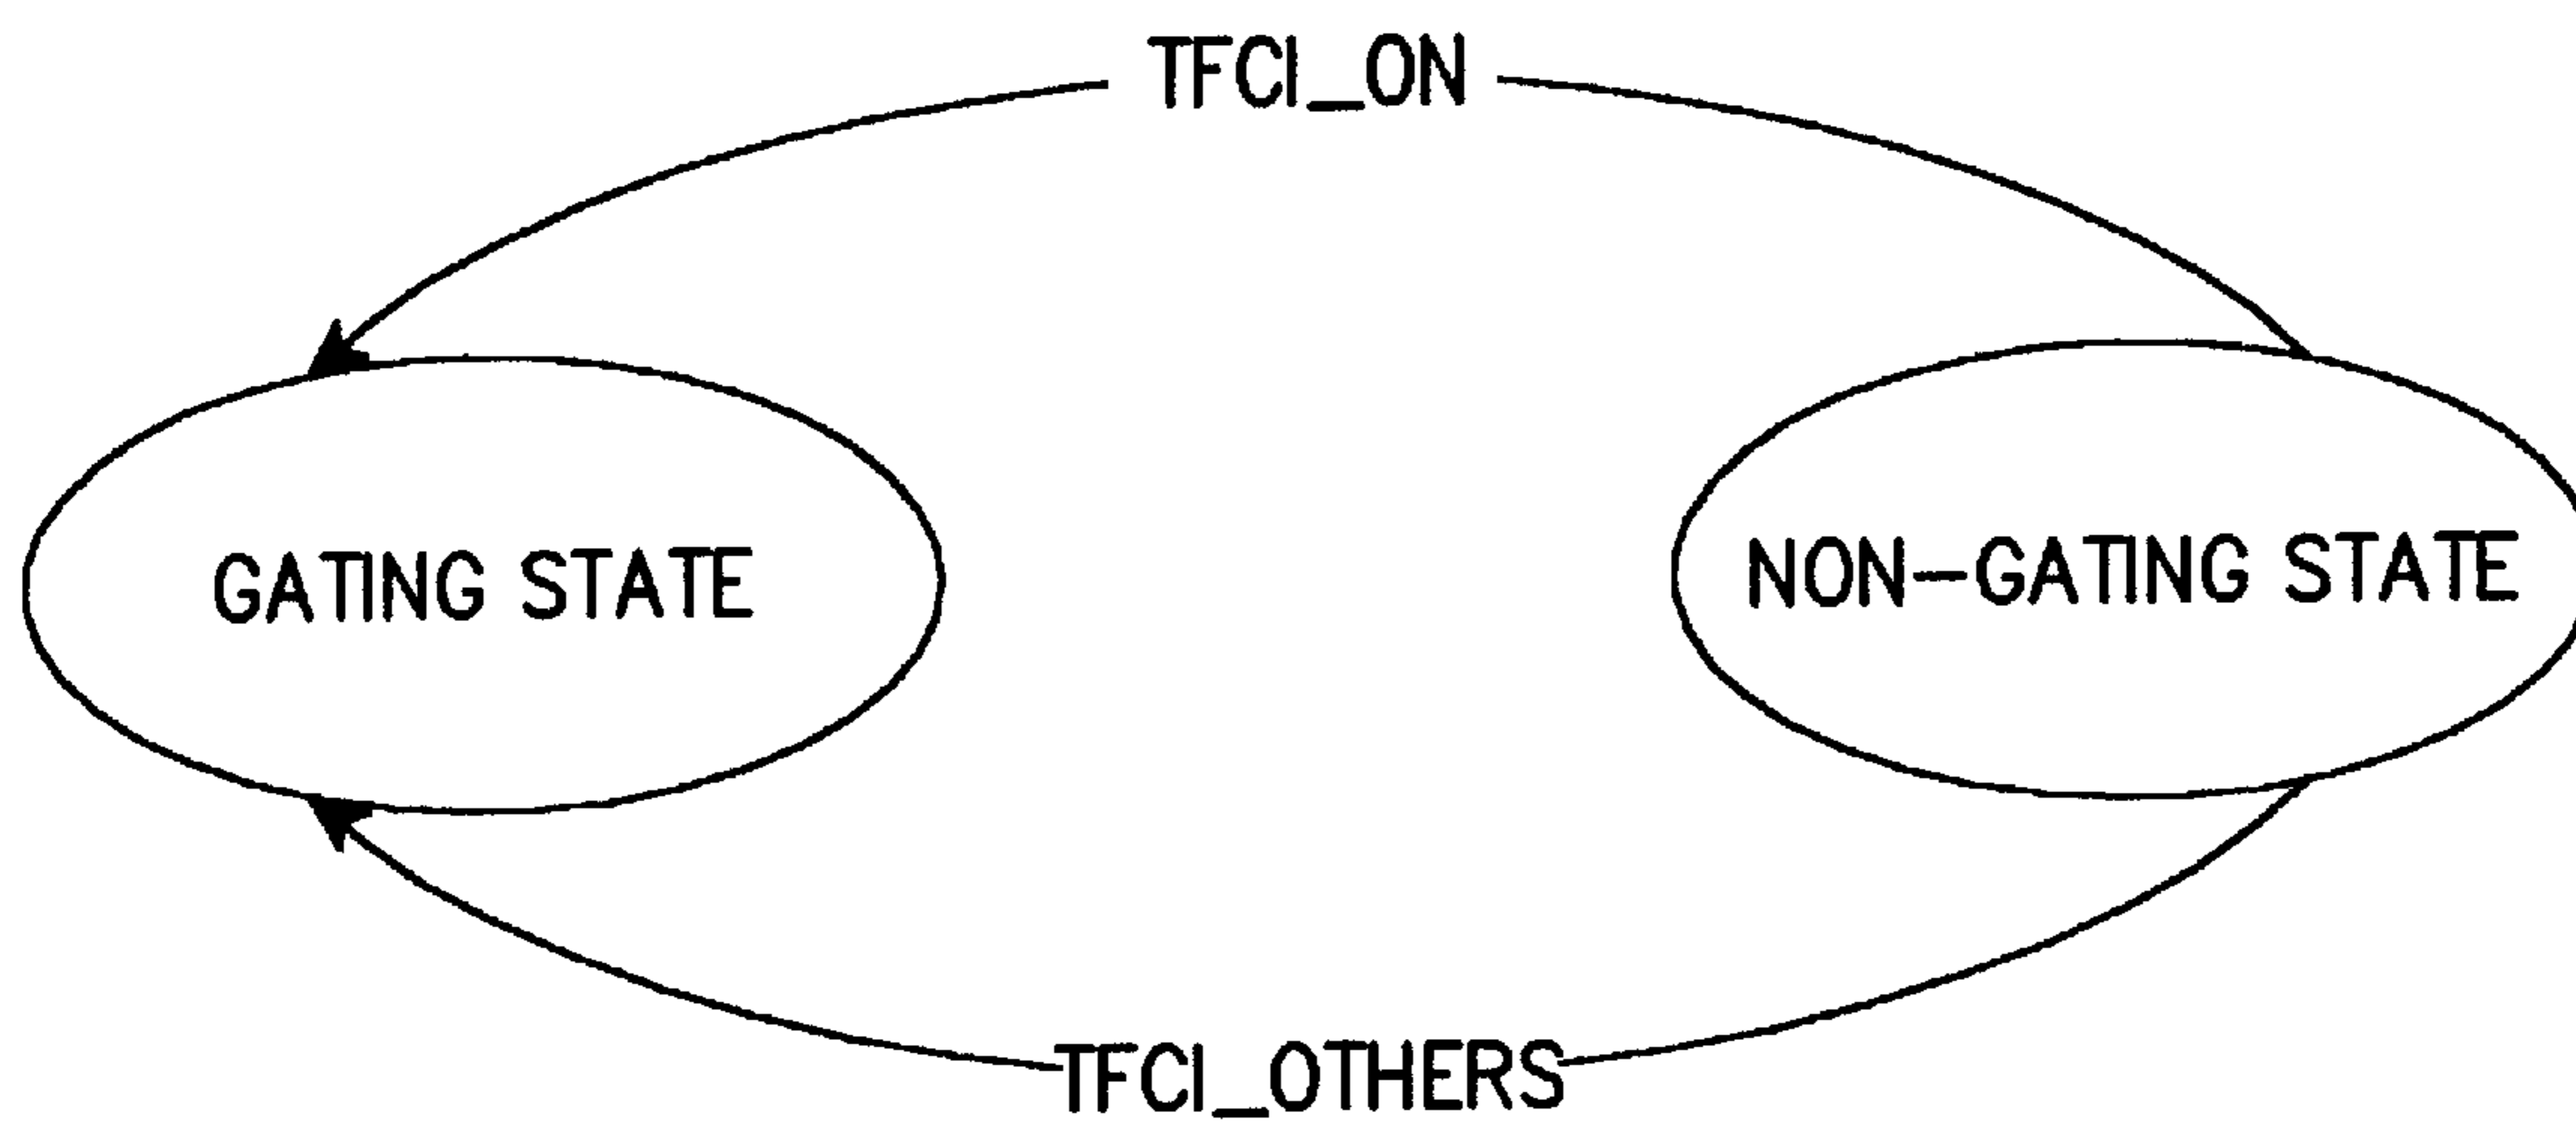 TFCI_ON
GATING STATE
NON-GATING STATE
TFCI_OTHERS